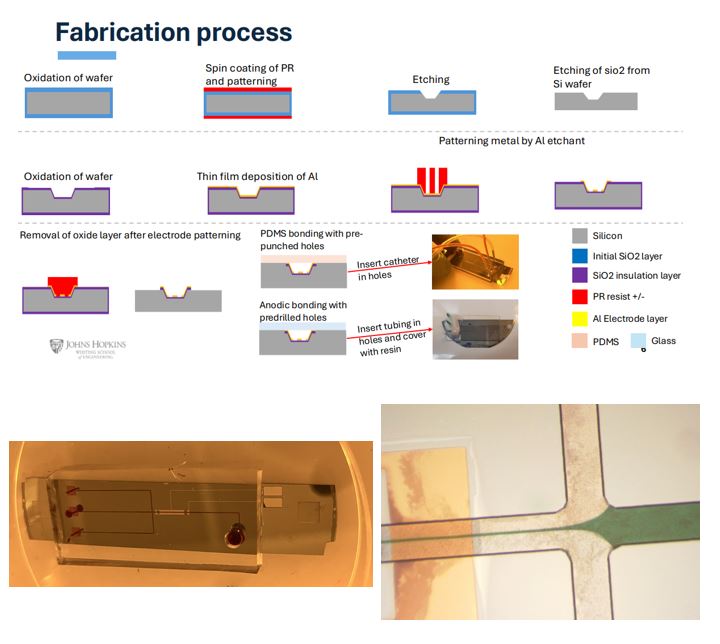 Fabrication process
Oxidation of wafer
Spin coating of PR
and patterning
Etching
Etching of sio2 from
Si wafer
Patterning metal by Al etchant
Oxidation of wafer
Thin film deposition of Al
Removal of oxide layer after electrode patterning
PDMS bonding with pre-
punched holes
Insert catheter
in holes
Anodic bonding with
predrilled holes
Insert tubing in
holes and cover
with resin
Silicon
Initial SiO2 layer
SiO2 insulation layer
PR resist +/-
Al Electrode layer
PDMS
Glass
6
JOHNS HOPKINS
WHITING SCHOOL
of ENGINEERING